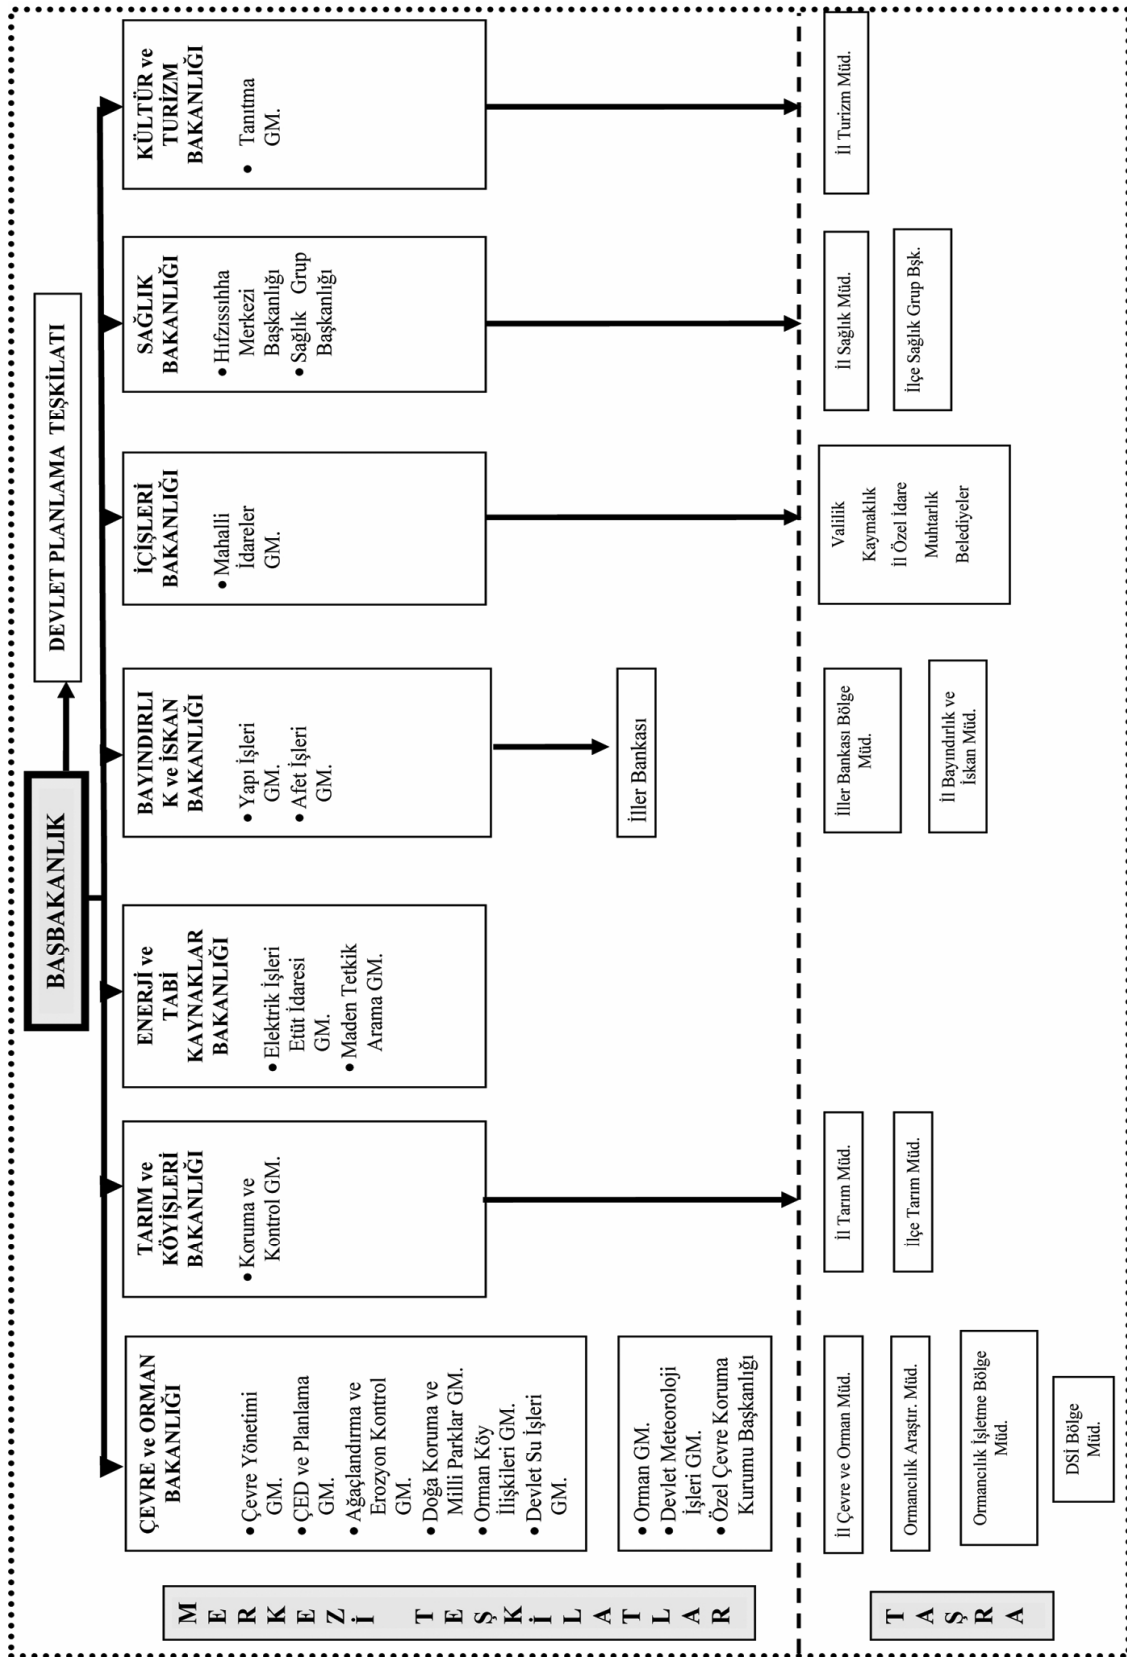 BAŞBAKANLIK
DEVLET PLANLAMA TEŞKİLATI
MERKEZİ TEŞKİLATLAR
ÇEVRE ve ORMAN
BAKANLIĞI
• Çevre Yönetimi
GM.
• ÇED ve Planlama
GM.
• Ağaçlandırma ve
Erozyon Kontrol
GM.
• Doğa Koruma ve
Milli Parklar GM.
• Orman Köy
İlişkileri GM.
• Devlet Su İşleri
GM.
• Orman GM.
• Devlet Meteoroloji
İşleri GM.
• Özel Çevre Koruma
Kurumu Başkanlığı
TARIM ve
KÖYİŞLERİ
BAKANLIĞI
• Koruma ve
Kontrol GM.
ENERJİ ve
TABİ
KAYNAKLAR
BAKANLIĞI
• Elektrik İşleri
Etüt İdaresi
GM.
• Maden Tetkik
Arama GM.
BAYINDIRLI
K ve İSKAN
BAKANLIĞI
• Yapı İşleri
GM.
• Afet İşleri
GM.
İller Bankası
İÇİŞLERİ
BAKANLIĞI
• Mahalli
İdareler
GM.
SAĞLIK
BAKANLIĞI
• Hıfzıssıhha
Merkezi
Başkanlığı
• Sağlık Grup
Başkanlığı
KÜLTÜR ve
TURİZM
BAKANLIĞI
• Tanıtma
GM.
TAŞRA
İl Çevre ve Orman Müd.
Ormancılık Araştır. Müd.
Ormancılık İşletme Bölge
Müd.
DSİ Bölge
Müd.
İl Tarım Müd.
İlçe Tarım Müd.
İller Bankası Bölge
Müd.
İl Bayındırlık ve
İskan Müd.
Valilik
Kaymaklık
İl Özel İdare
Muhtarlık
Belediyeler
İl Sağlık Müd.
İlçe Sağlık Grup Bşk.
İl Turizm Müd.